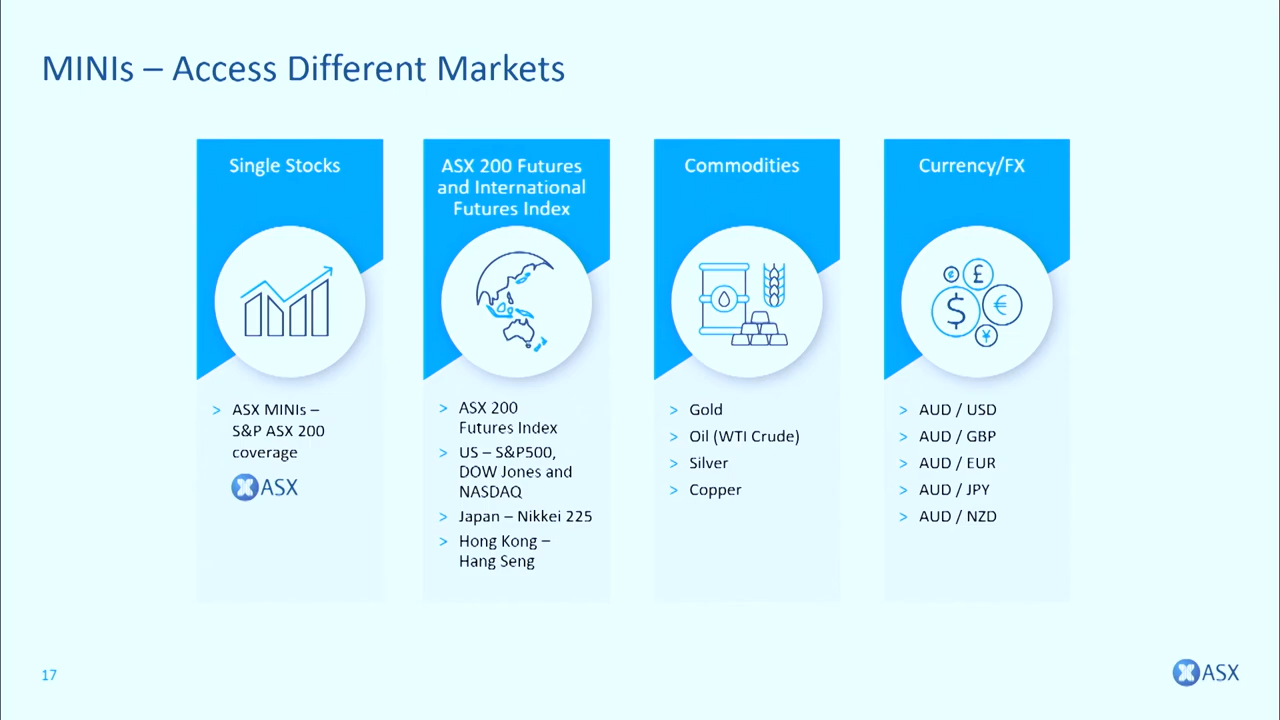 MINIs – Access Different Markets
Single Stocks
> ASX MINIs –
S&P ASX 200
coverage
ASX
ASX 200 Futures
and International
Futures Index
> ASX 200
Futures Index
> US – S&P500,
DOW Jones and
NASDAQ
> Japan – Nikkei 225
> Hong Kong –
Hang Seng
Commodities
> Gold
> Oil (WTI Crude)
> Silver
> Copper
Currency/FX
¢
£
$
€
¥
> AUD / USD
> AUD / GBP
> AUD / EUR
> AUD / JPY
> AUD / NZD
17
ASX